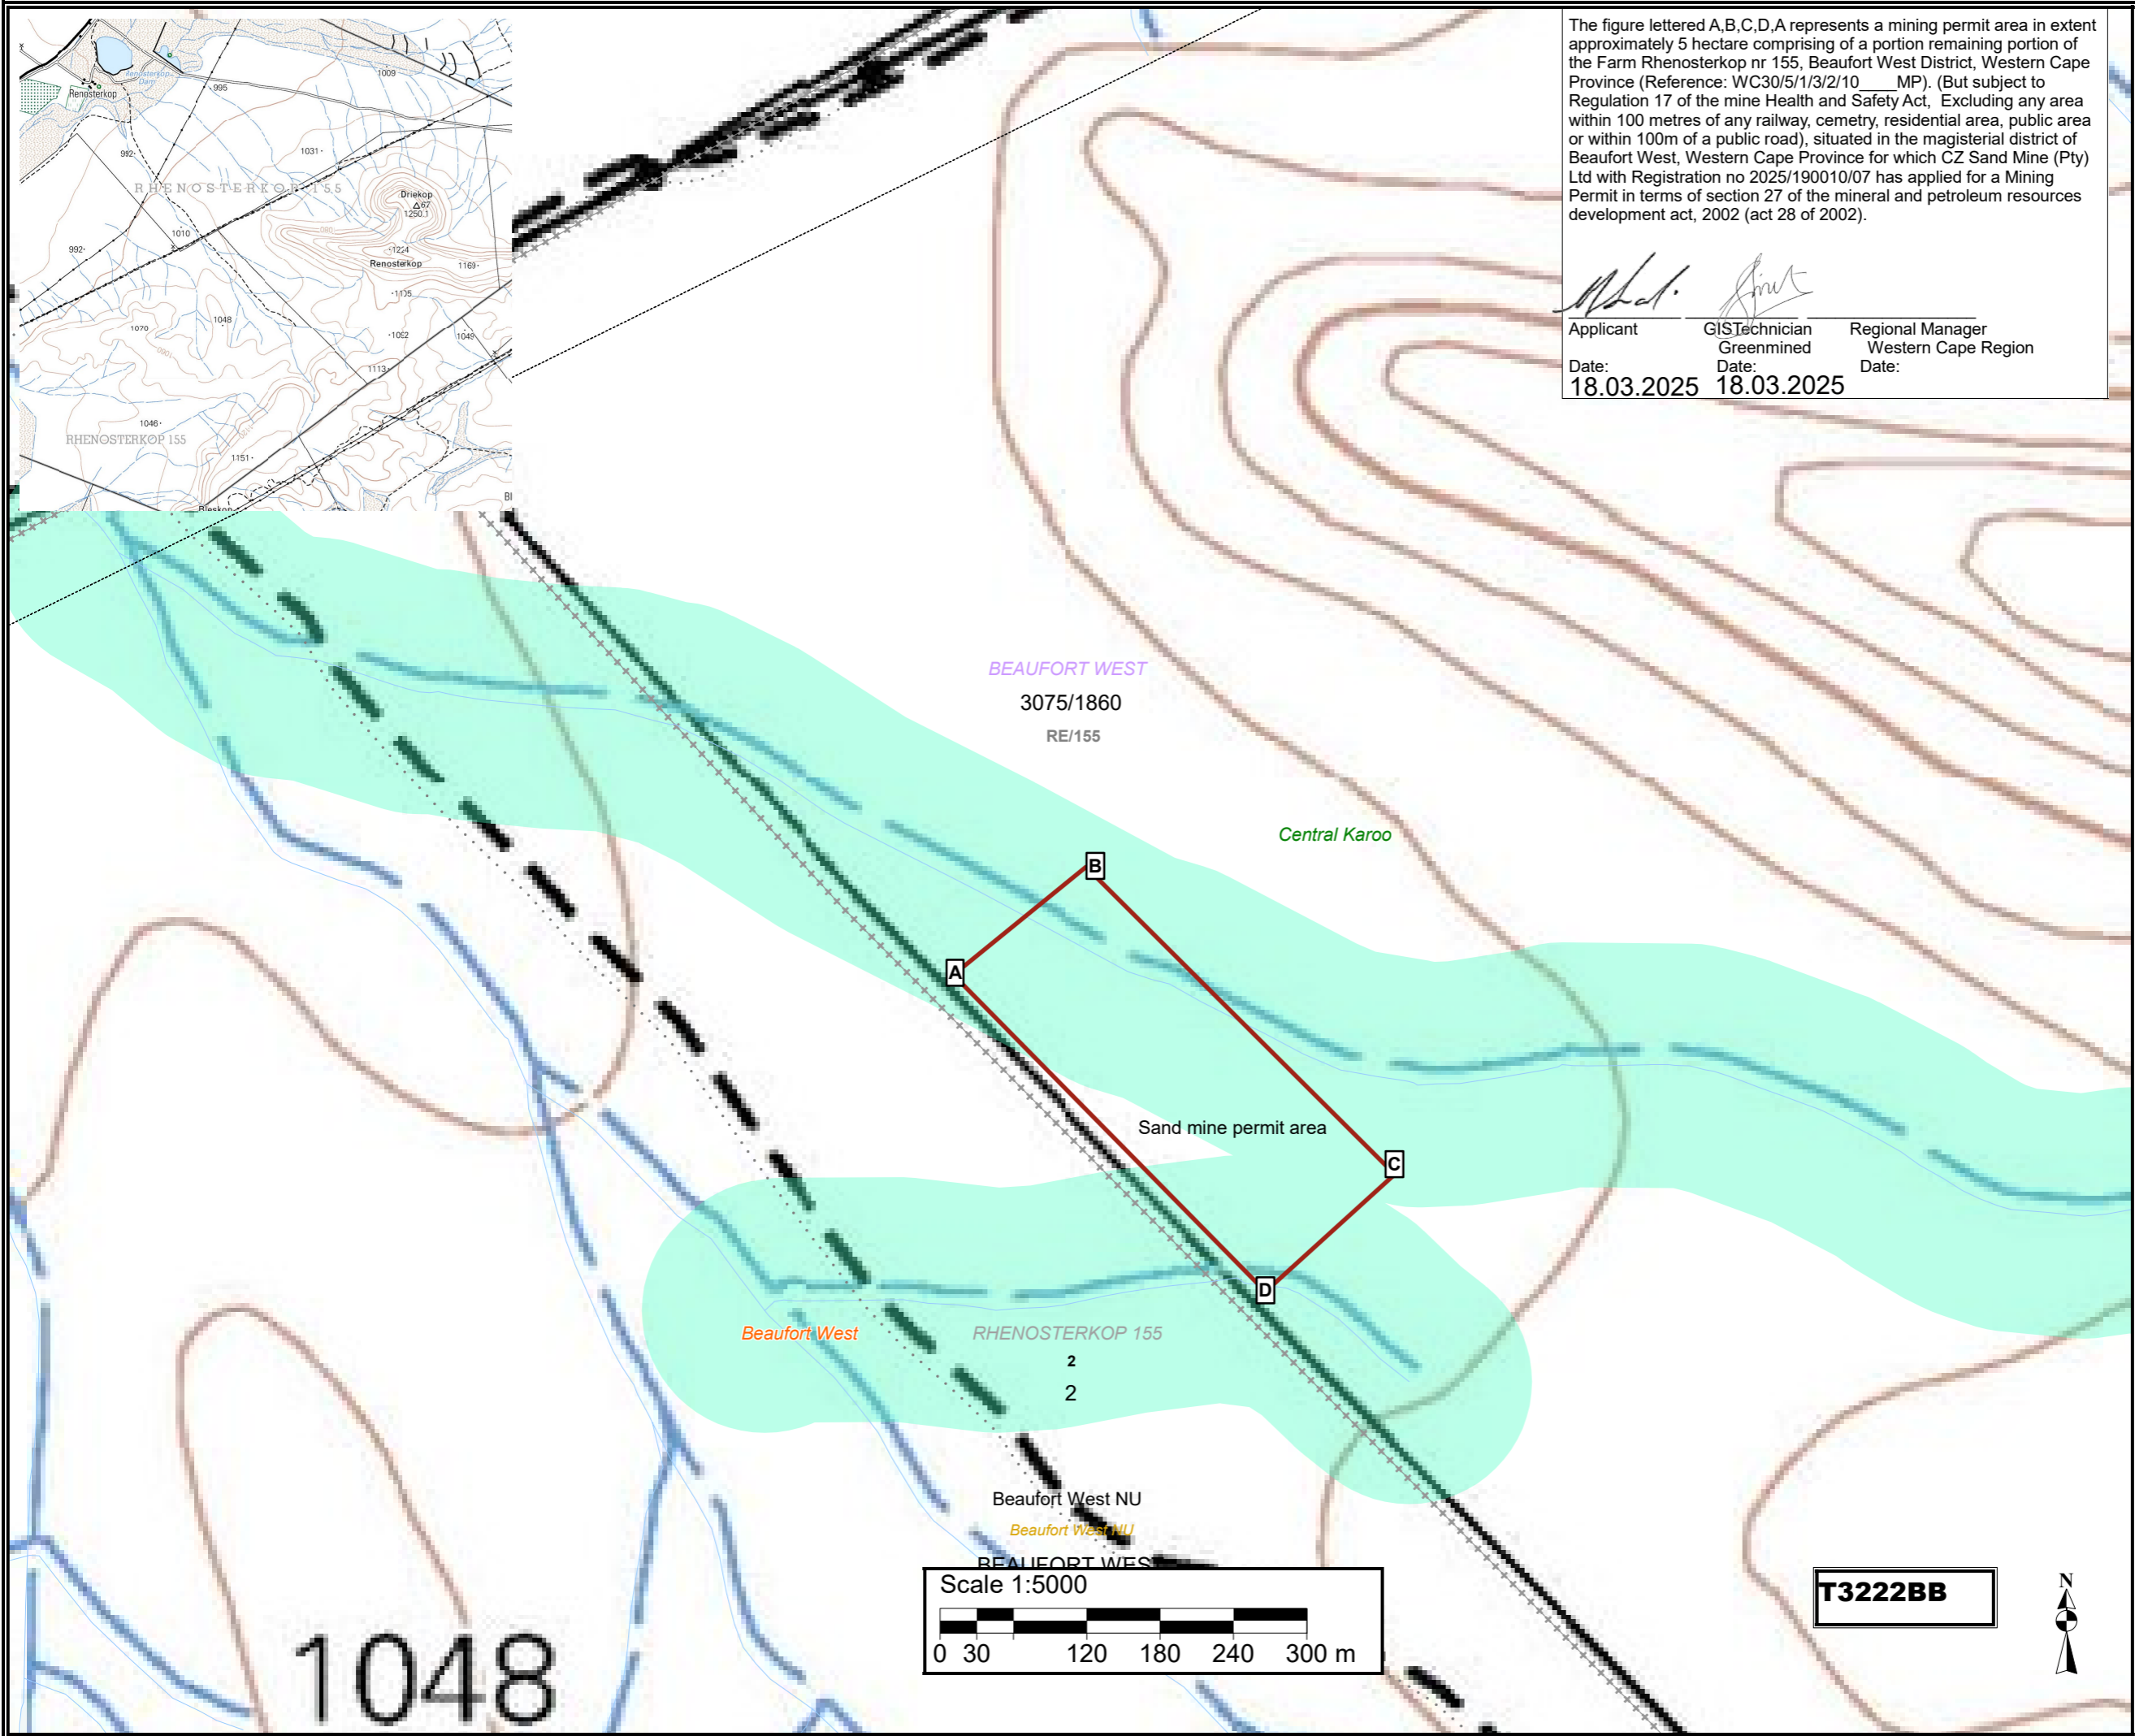 The figure lettered A,B,C,D,A represents a mining permit area in extent
approximately 5 hectare comprising of a portion remaining portion of
the Farm Rhenosterkop nr 155, Beaufort West District, Western Cape
Province (Reference: WC30/5/1/3/2/10____MP). (But subject to
Regulation 17 of the mine Health and Safety Act, Excluding any area
within 100 metres of any railway, cemetry, residential area, public area
or within 100m of a public road), situated in the magisterial district of
Beaufort West, Western Cape Province for which CZ Sand Mine (Pty)
Ltd with Registration no 2025/190010/07 has applied for a Mining
Permit in terms of section 27 of the mineral and petroleum resources
development act, 2002 (act 28 of 2002).
Applicant GISTechnician Regional Manager
Greenmined Western Cape Region
Date: Date: Date:
18.03.2025 18.03.2025
1009
995
Renosterkop Dam
Renosterkop
992
1031
RHENOSTERKOP 155
Driekop
67
1250.1
1010
992
1224
Renosterkop
1169
1048
1070
1060
1062
1049
1113
1046
RHENOSTERKOP 155
1151
Bleskop
Bl
BEAUFORT WEST
3075/1860
RE/155
Central Karoo
B
A
Sand mine permit area
C
D
Beaufort West
RHENOSTERKOP 155
2
2
Beaufort West NU
Beaufort West NU
BEAUFORT WEST
Scale 1:5000
0 30 120 180 240 300 m
1048
T3222BB
N